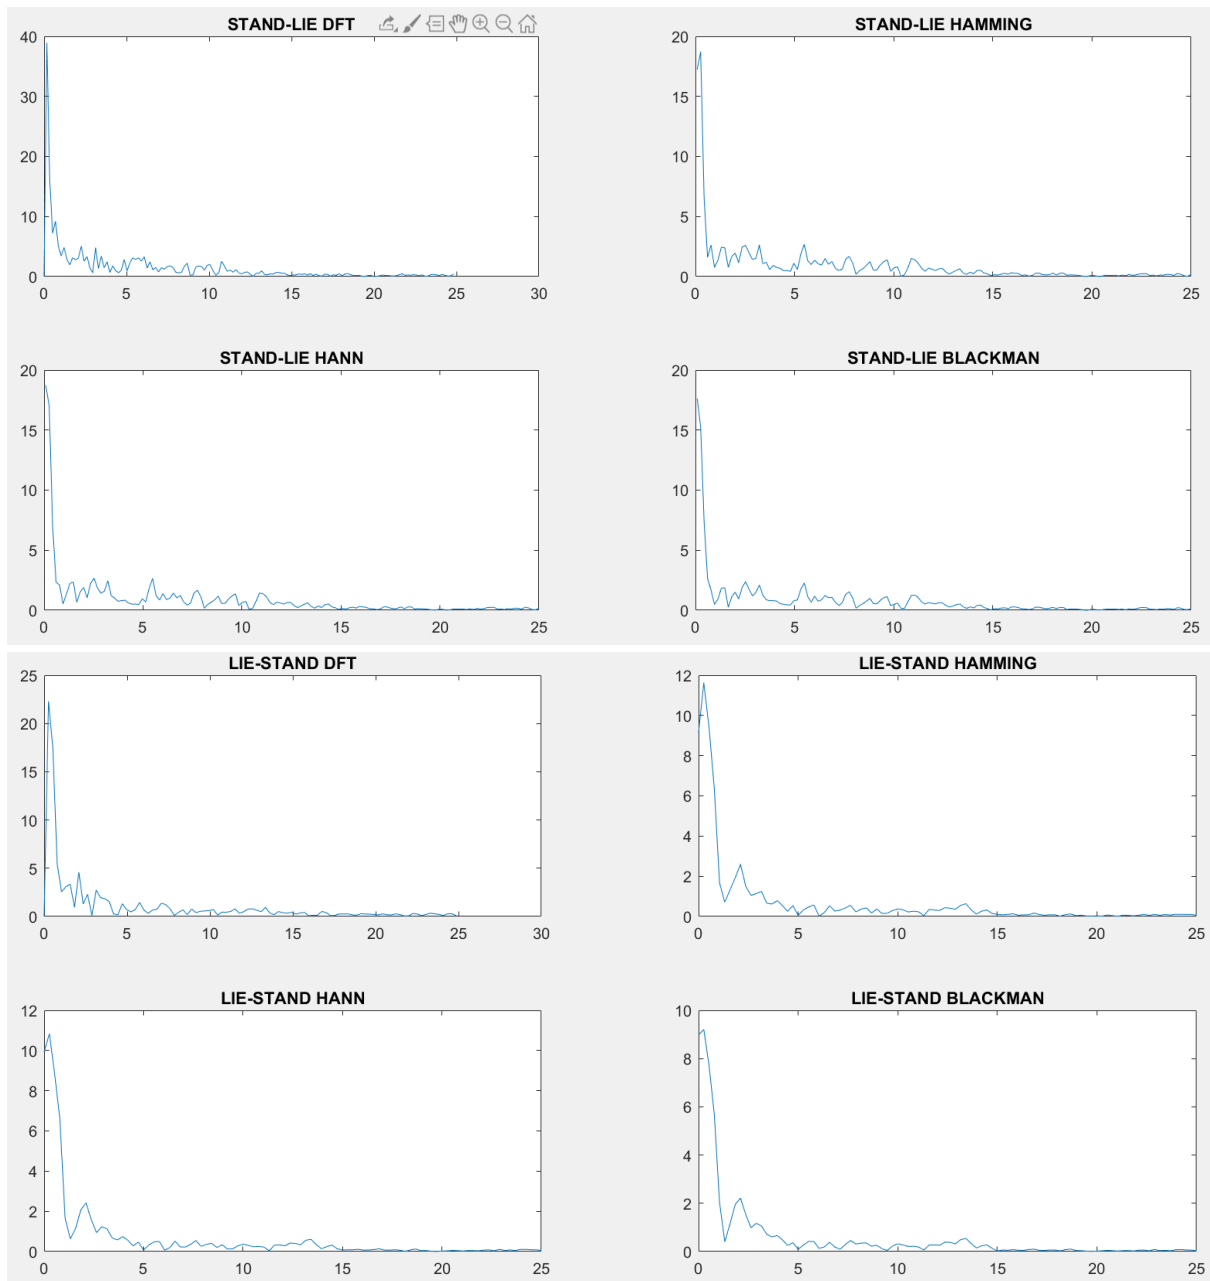 STAND-LIE DFT
40
30
20
10
0
0 5 10 15 20 25 30
STAND-LIE HAMMING
20
15
10
5
0
0 5 10 15 20 25
STAND-LIE HANN
20
15
10
5
0
0 5 10 15 20 25
STAND-LIE BLACKMAN
20
15
10
5
0
0 5 10 15 20 25
LIE-STAND DFT
25
20
15
10
5
0
0 5 10 15 20 25 30
LIE-STAND HAMMING
12
10
8
6
4
2
0
0 5 10 15 20 25
LIE-STAND HANN
12
10
8
6
4
2
0
0 5 10 15 20 25
LIE-STAND BLACKMAN
10
8
6
4
2
0
0 5 10 15 20 25